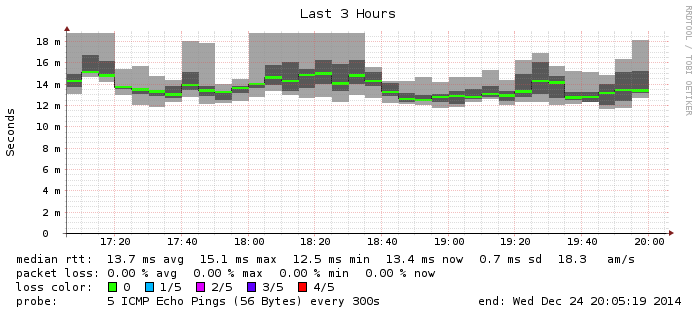 Last 3 Hours
RRDTOOL / TOBI OETIKER
Seconds
18 m
16 m
14 m
12 m
10 m
8 m
6 m
4 m
2 m
0
17:20 17:40 18:00 18:20 18:40 19:00 19:20 19:40 20:00
median rtt: 13.7 ms avg 15.1 ms max 12.5 ms min 13.4 ms now 0.7 ms sd 18.3 am/s
packet loss: 0.00 % avg 0.00 % max 0.00 % min 0.00 % now
loss color: 0 1/5 2/5 3/5 4/5
probe: 5 ICMP Echo Pings (56 Bytes) every 300s end: Wed Dec 24 20:05:19 2014